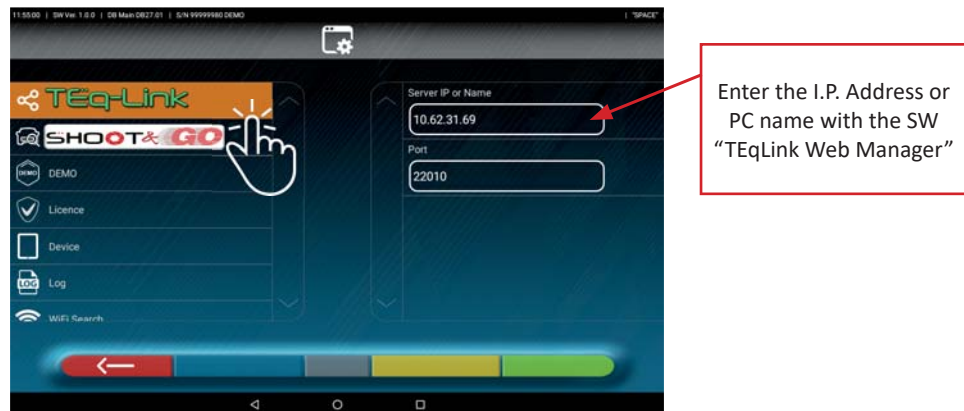 11:55:00 | SW Ver. 1.0.0 | DB Main DB27.01 | S/N 99999980 DEMO | "SPACE"
TEq-Link
SHOOT& GO
DEMO
DEMO
Licence
Device
LOG
Log
WiFi Search
Server IP or Name
10.62.31.69
Port
22010
Enter the I.P. Address or
PC name with the SW
“TEqLink Web Manager”